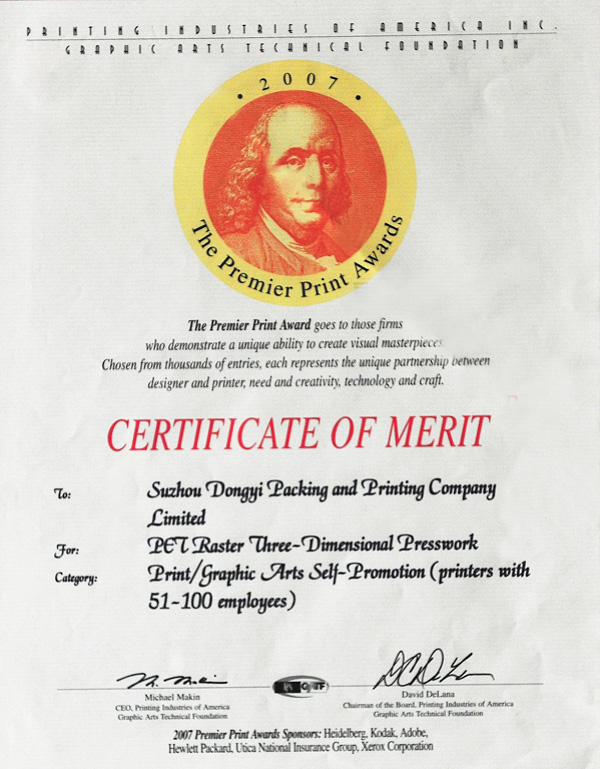 PRINTING INDUSTRIES OF AMERICA INC.
GRAPHIC ARTS TECHNICAL FOUNDATION
• 2007 •
The Premier Print Awards
The Premier Print Award goes to those firms
who demonstrate a unique ability to create visual masterpieces.
Chosen from thousands of entries, each represents the unique partnership between
designer and printer, need and creativity, technology and craft.
CERTIFICATE OF MERIT
To: Suzhou Dongyi Packing and Printing Company
Limited
For: PET Raster Three-Dimensional Presswork
Category: Print/Graphic Arts Self-Promotion (printers with
51-100 employees)
Michael Makin
CEO, Printing Industries of America
Graphic Arts Technical Foundation
David DeLana
Chairman of the Board, Printing Industries of America
Graphic Arts Technical Foundation
2007 Premier Print Awards Sponsors: Heidelberg, Kodak, Adobe,
Hewlett Packard, Utica National Insurance Group, Xerox Corporation